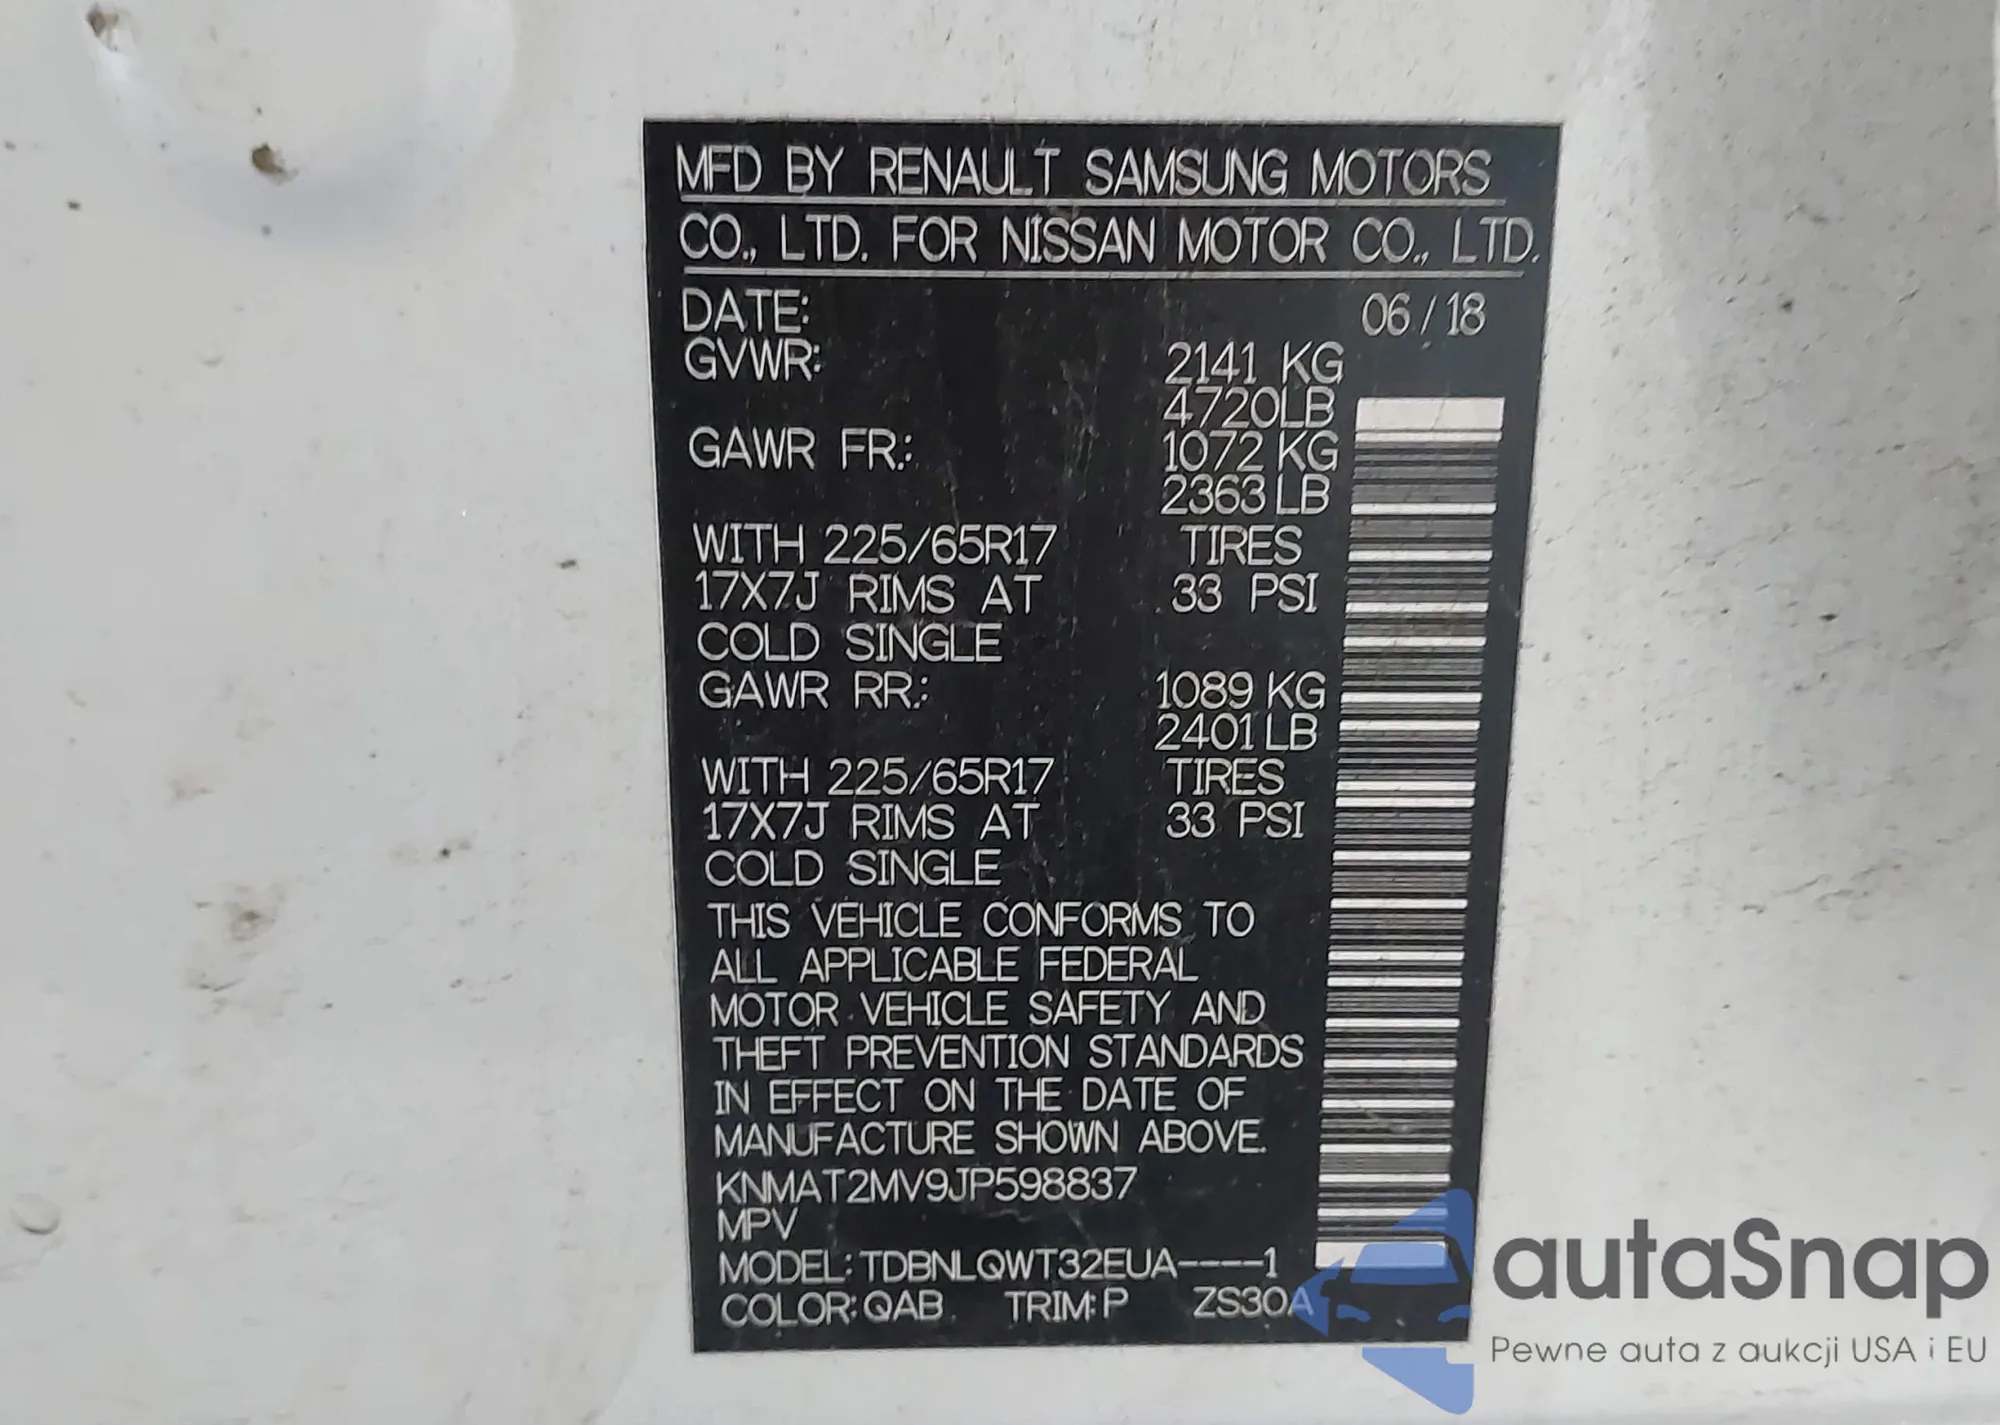 MFD BY RENAULT SAMSUNG MOTORS
CO., LTD. FOR NISSAN MOTOR CO., LTD.
DATE: 06 / 18
GVWR: 2141 KG
4720LB
GAWR FR.: 1072 KG
2363 LB
WITH 225/65R17 TIRES
17X7J RIMS AT 33 PSI
COLD SINGLE
GAWR RR.: 1089 KG
2401 LB
WITH 225/65R17 TIRES
17X7J RIMS AT 33 PSI
COLD SINGLE
THIS VEHICLE CONFORMS TO
ALL APPLICABLE FEDERAL
MOTOR VEHICLE SAFETY AND
THEFT PREVENTION STANDARDS
IN EFFECT ON THE DATE OF
MANUFACTURE SHOWN ABOVE.
KNMAT2MV9JP598837
MPV
MODEL: TDBNLQWT32EUA----1
COLOR: QAB TRIM: P ZS30A
autaSnap
Pewne auta z aukcji USA i EU